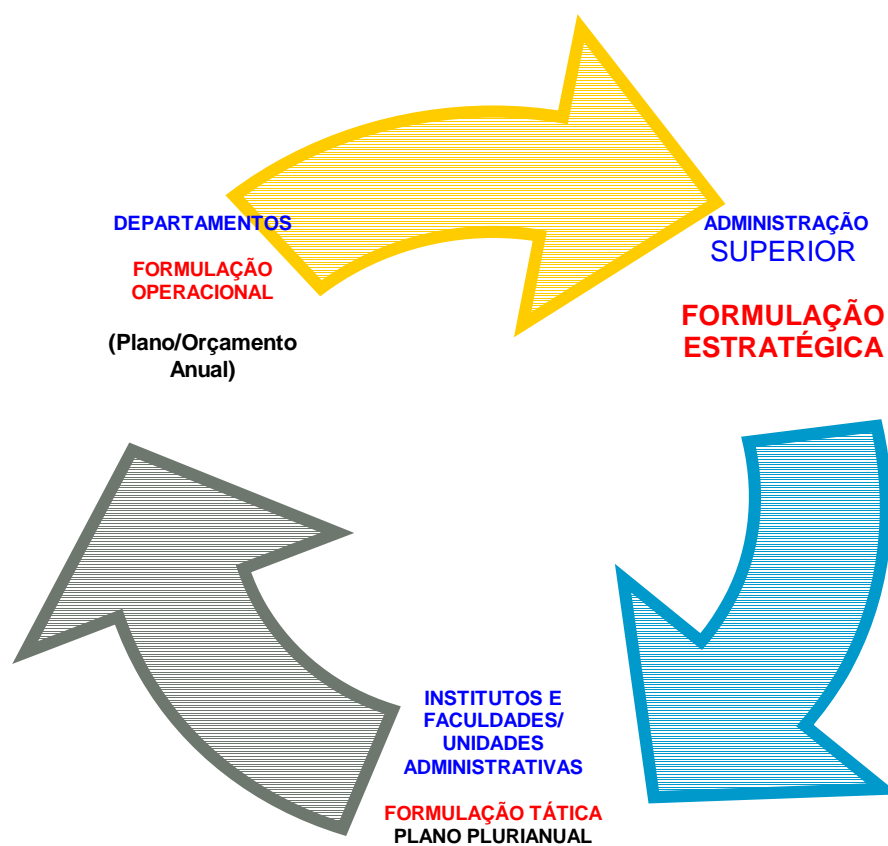 DEPARTAMENTOS
FORMULAÇÃO
OPERACIONAL
(Plano/Orçamento
Anual)
ADMINISTRAÇÃO
SUPERIOR
FORMULAÇÃO
ESTRATÉGICA
INSTITUTOS E
FACULDADES/
UNIDADES
ADMINISTRATIVAS
FORMULAÇÃO TÁTICA
PLANO PLURIANUAL